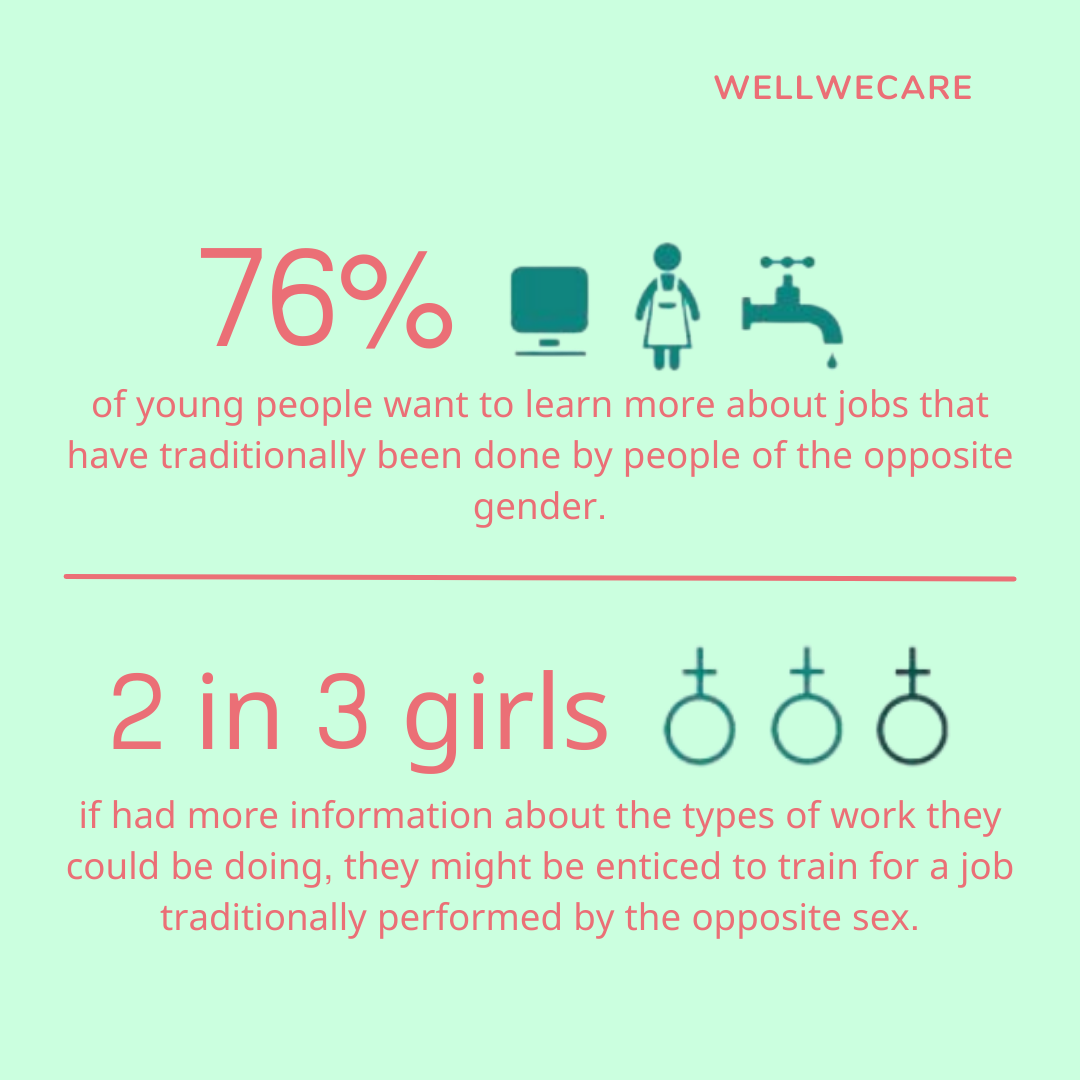 WELLWECARE
76%
of young people want to learn more about jobs that
have traditionally been done by people of the opposite
gender.
2 in 3 girls
if had more information about the types of work they
could be doing, they might be enticed to train for a job
traditionally performed by the opposite sex.